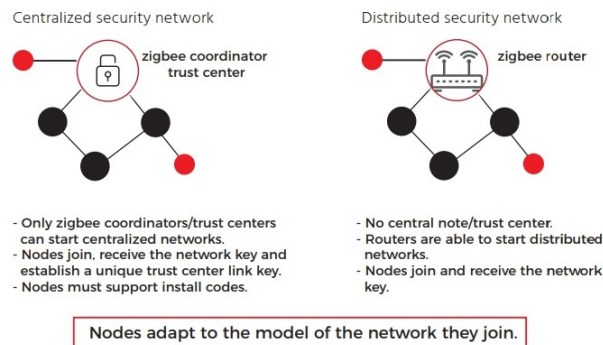 Centralized security network
zigbee coordinator
trust center
- Only zigbee coordinators/trust centers
can start centralized networks.
- Nodes join, receive the network key and
establish a unique trust center link key.
- Nodes must support install codes.
Distributed security network
zigbee router
- No central note/trust center.
- Routers are able to start distributed
networks.
- Nodes join and receive the network
key.
Nodes adapt to the model of the network they join.